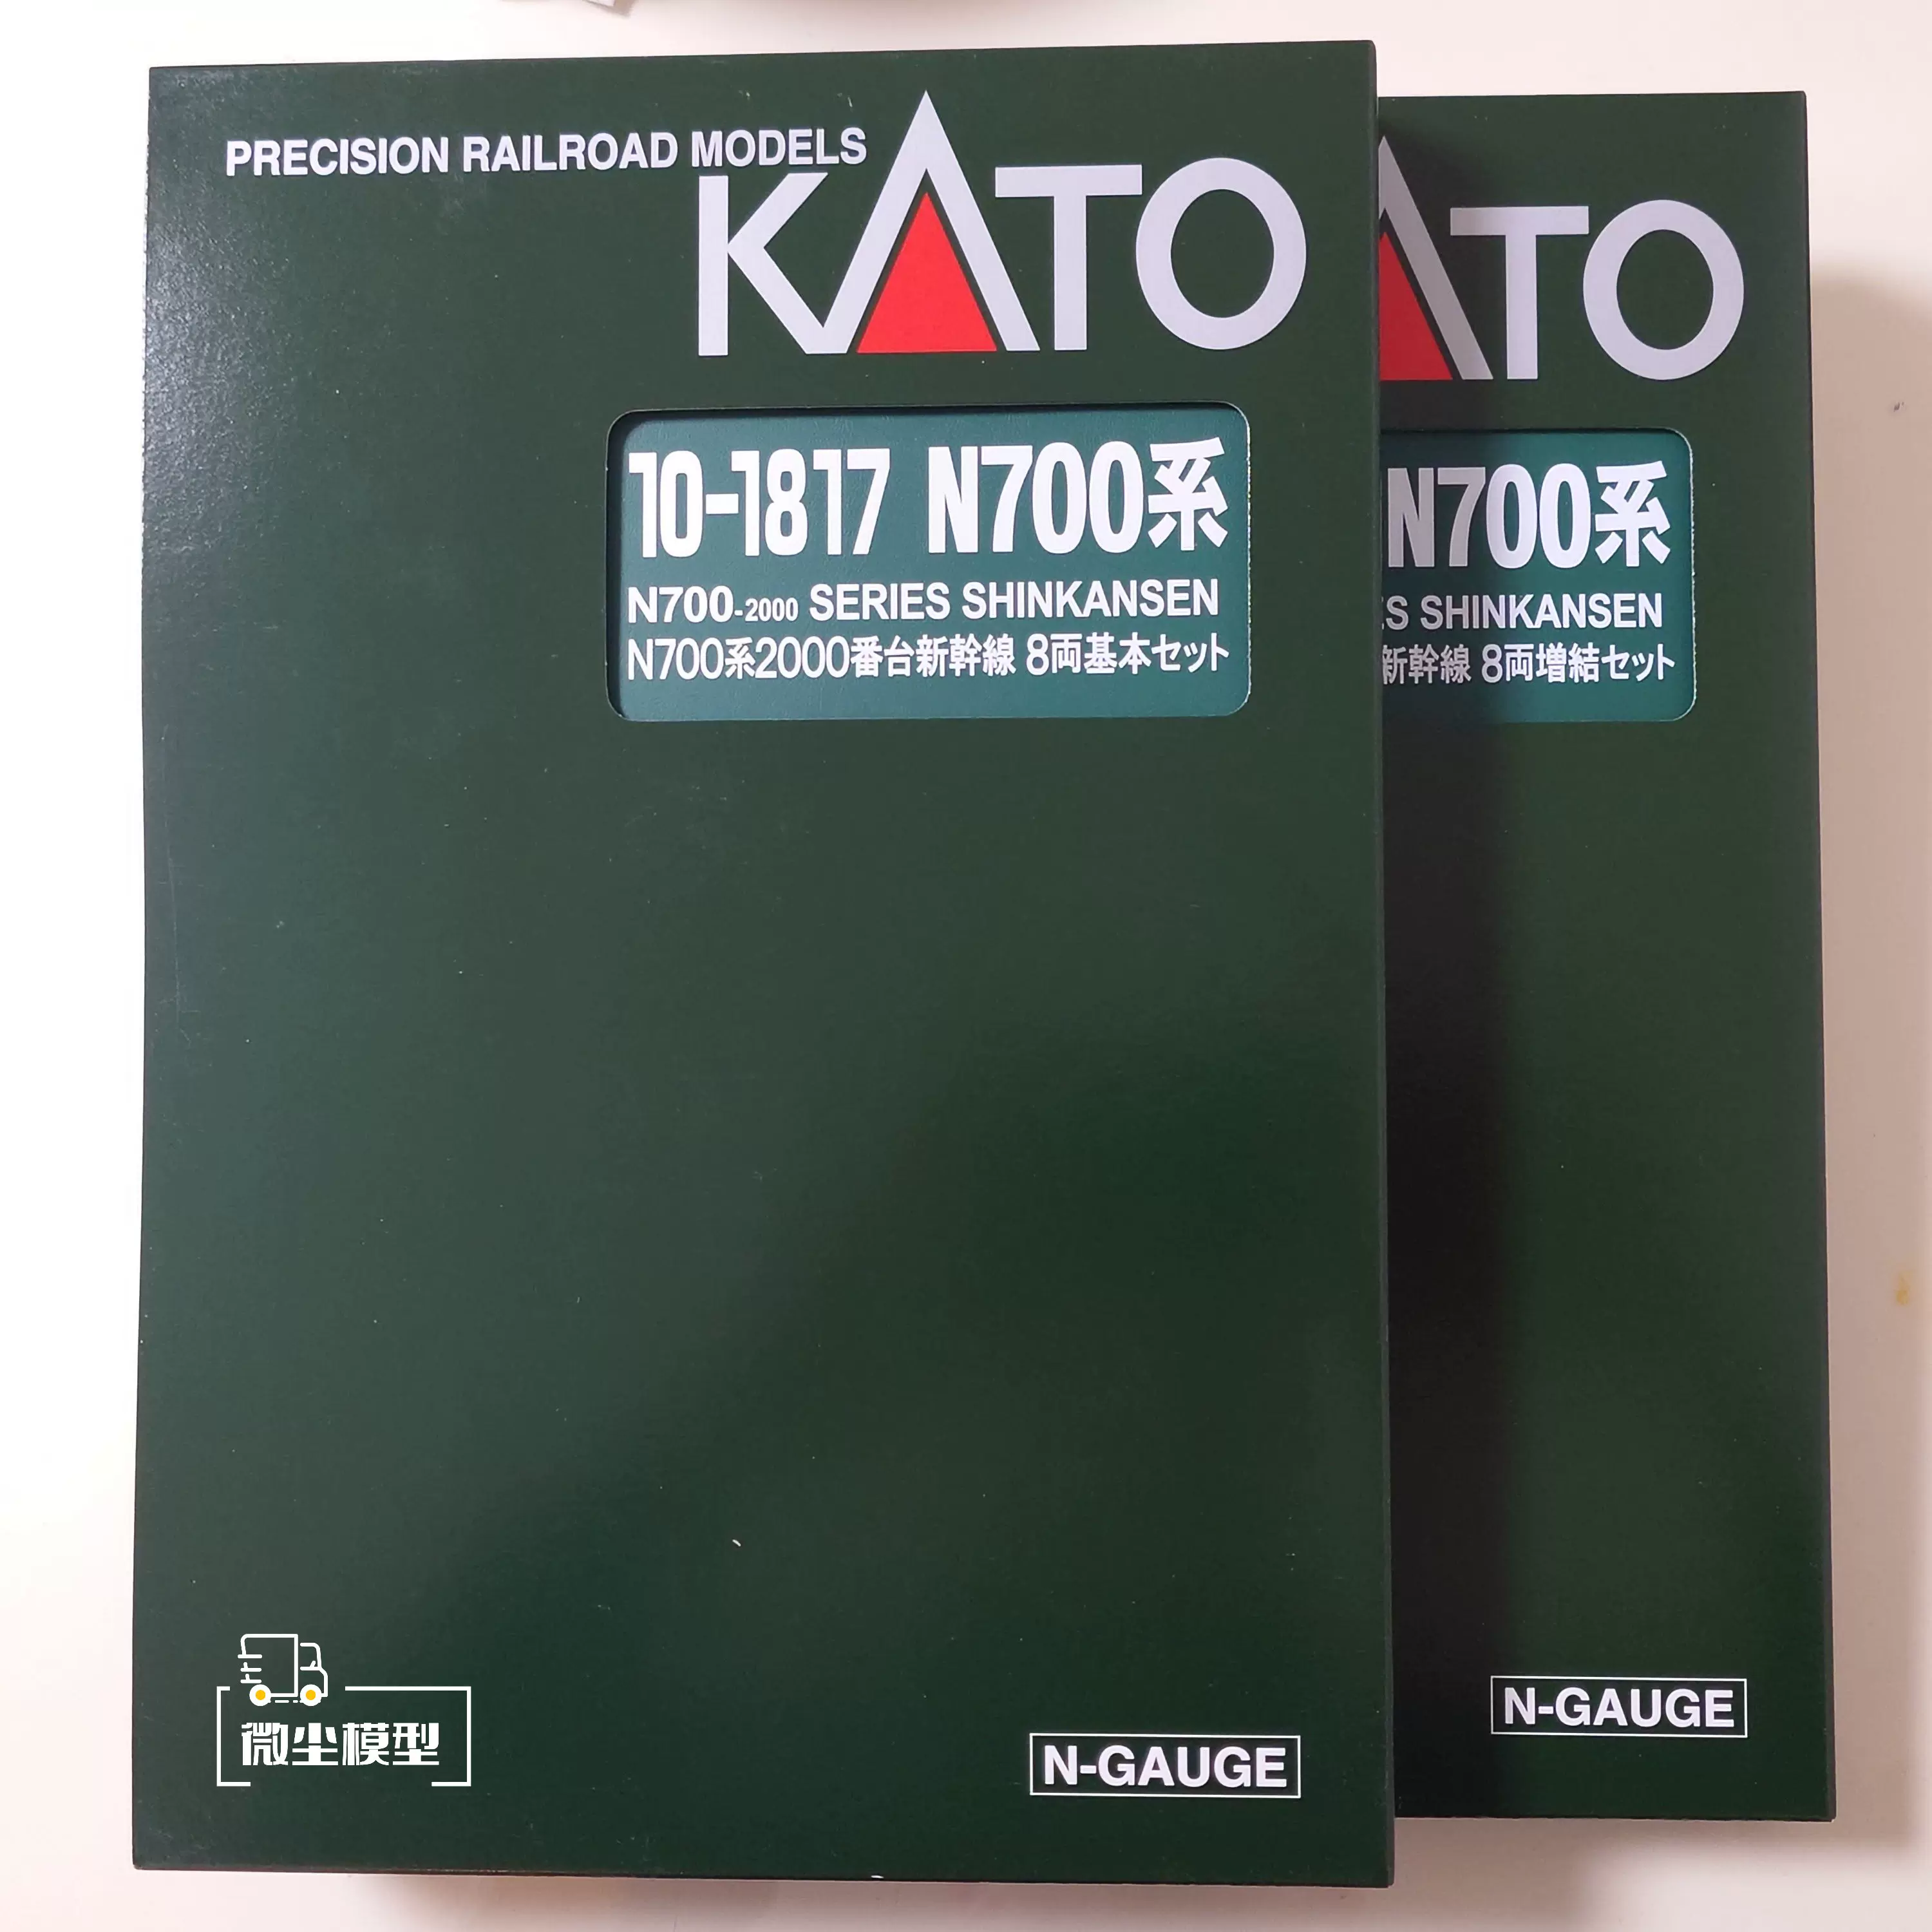 PRECISION RAILROAD MODELS
KATO
10-1817 N700系
N700-2000 SERIES SHINKANSEN
N700系2000番台新幹線 8両基本セット
微尘模型
N-GAUGE
ATO
N700系
SHINKANSEN
新幹線 8両増結セット
N-GAUGE